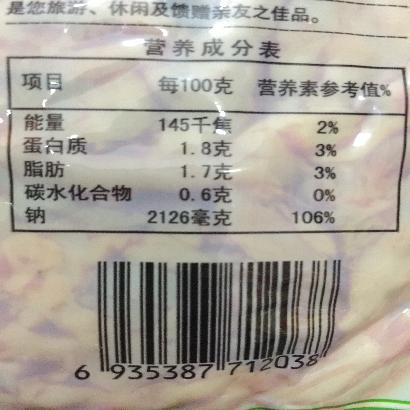 是您旅游、休闲及馈赠亲友之佳品。
营养成分表
项目 每100克 营养素参考值%
能量 145千焦 2%
蛋白质 1.8克 3%
脂肪 1.7克 3%
碳水化合物 0.6克 0%
钠 2126毫克 106%
6 935387 712038